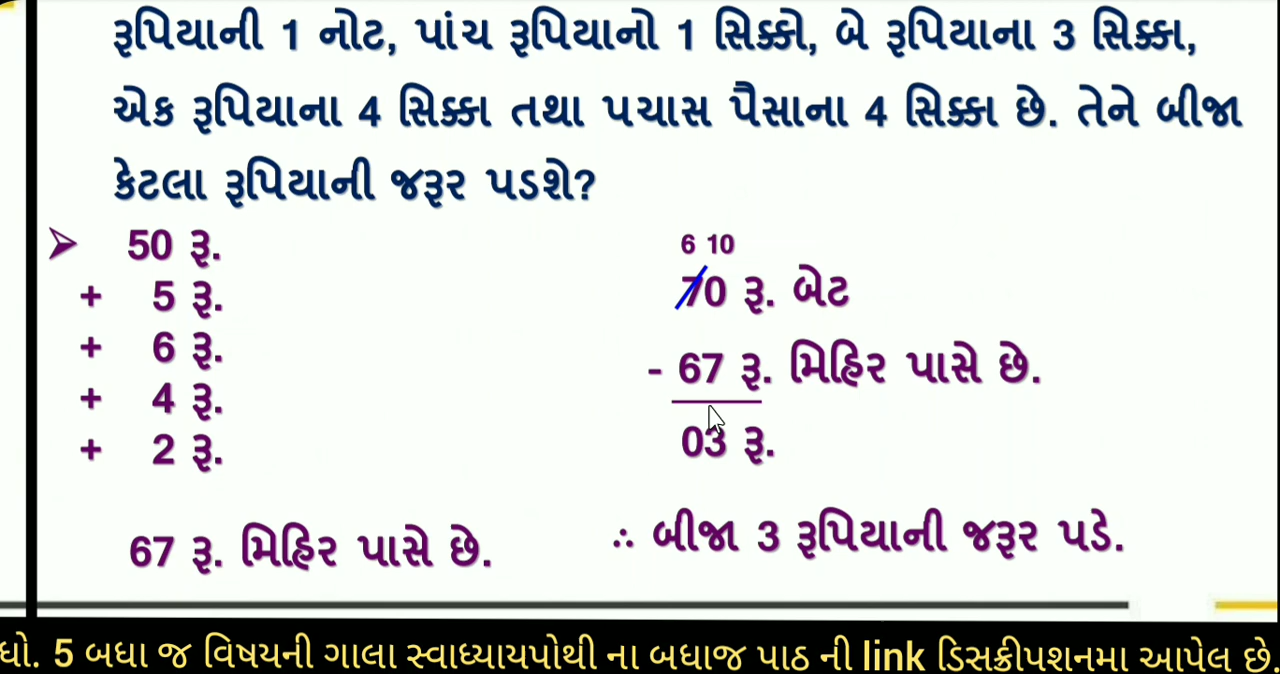 રૂપિયાની 1 નોટ, પાંચ રૂપિયાનો 1 સિક્કો, બે રૂપિયાના 3 સિક્કા,
એક રૂપિયાના 4 સિક્કા તથા પચાસ પૈસાના 4 સિક્કા છે. તેને બીજા
કેટલા રૂપિયાની જરૂર પડશે?
➤ 50 રૂ.
+ 5 રૂ.
+ 6 રૂ.
+ 4 રૂ.
+ 2 રૂ.
67 રૂ. મિહિર પાસે છે.
6 10
70 રૂ. બેટ
- 67 રૂ. મિહિર પાસે છે.
03 રૂ.
∴ બીજા 3 રૂપિયાની જરૂર પડે.
ધો. 5 બધા જ વિષયની ગાલા સ્વાધ્યાયપોથી ના બધાજ પાઠ ની link ડિસક્રીપશનમા આપેલ છે.